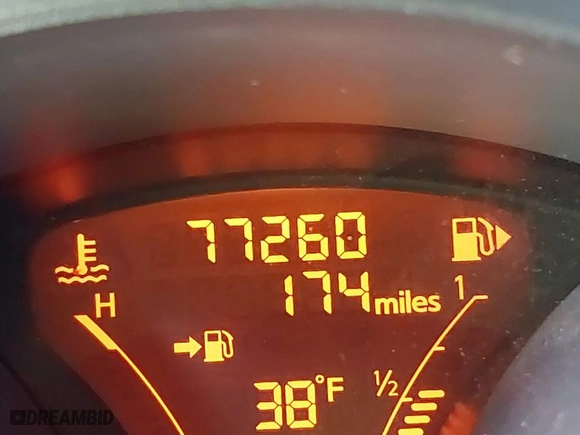 77260
H 174 miles 1
38°F 1/2
DREAMBID